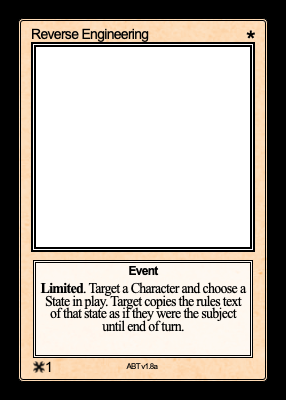 Reverse Engineering *
Event
Limited. Target a Character and choose a
State in play. Target copies the rules text
of that state as if they were the subject
until end of turn.
1 ABT v1.8a